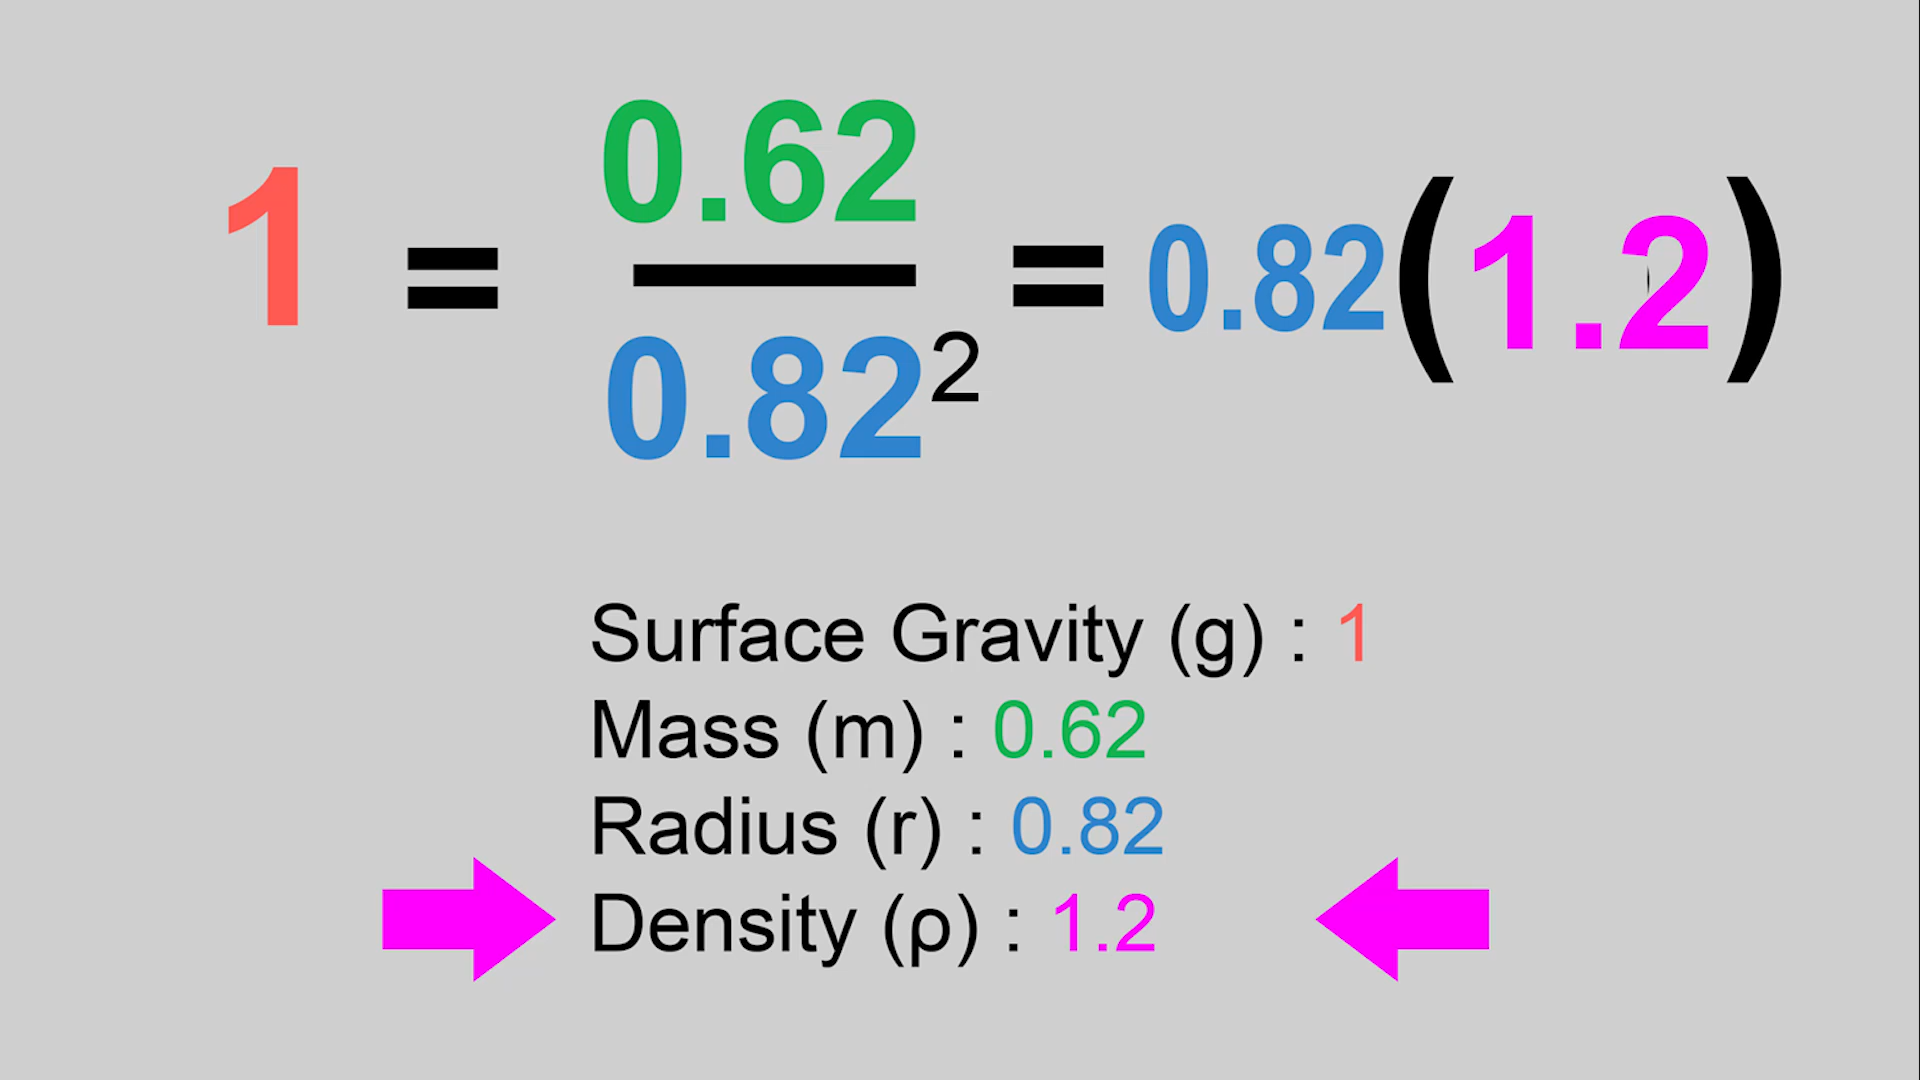 1 = 0.62 / 0.82² = 0.82(1.2)
Surface Gravity (g) : 1
Mass (m) : 0.62
Radius (r) : 0.82
Density (ρ) : 1.2